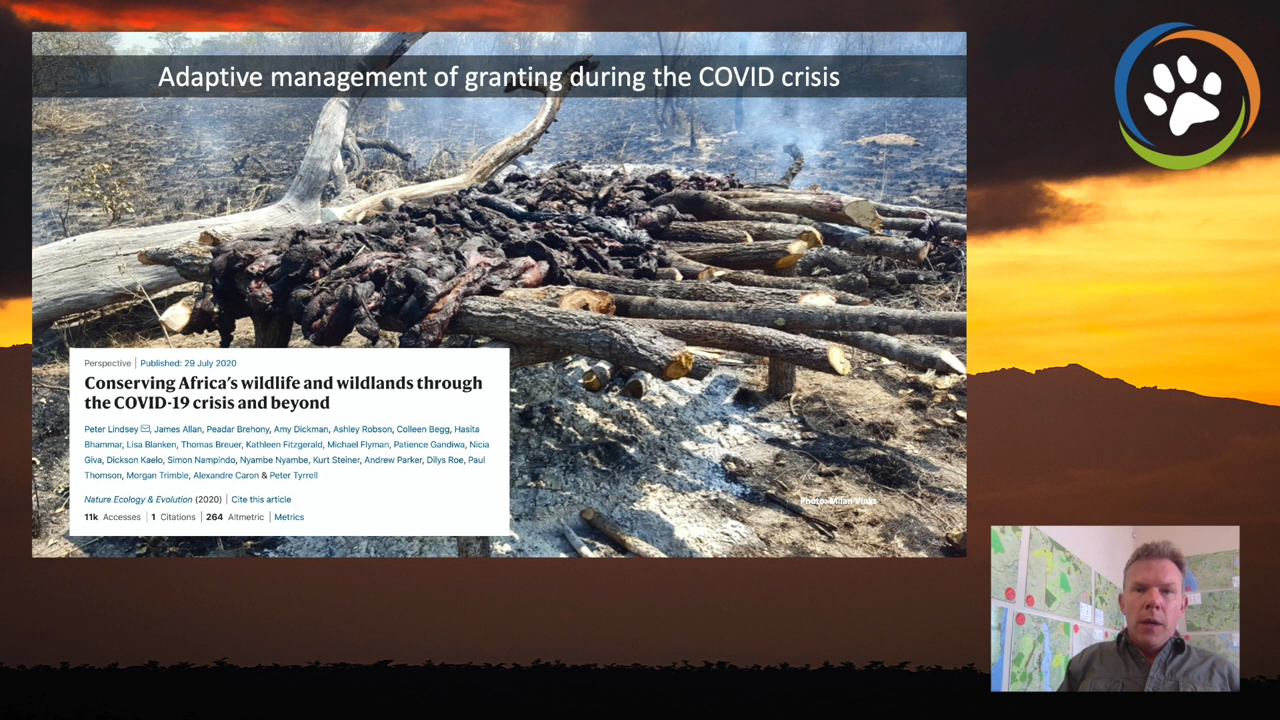 Adaptive management of granting during the COVID crisis
Perspective | Published: 29 July 2020
Conserving Africa's wildlife and wildlands through
the COVID-19 crisis and beyond
Peter Lindsey, James Allan, Peadar Brehony, Amy Dickman, Ashley Robson, Colleen Begg, Hasita
Bhammar, Lisa Blanken, Thomas Breuer, Kathleen Fitzgerald, Michael Flyman, Patience Gandiwa, Nicia
Giva, Dickson Kaelo, Simon Nampindo, Nyambe Nyambe, Kurt Steiner, Andrew Parker, Dilys Roe, Paul
Thomson, Morgan Trimble, Alexandre Caron & Peter Tyrrell
Nature Ecology & Evolution (2020) | Cite this article
11k Accesses | 1 Citations | 264 Altmetric | Metrics
Photo: Milan Vinks